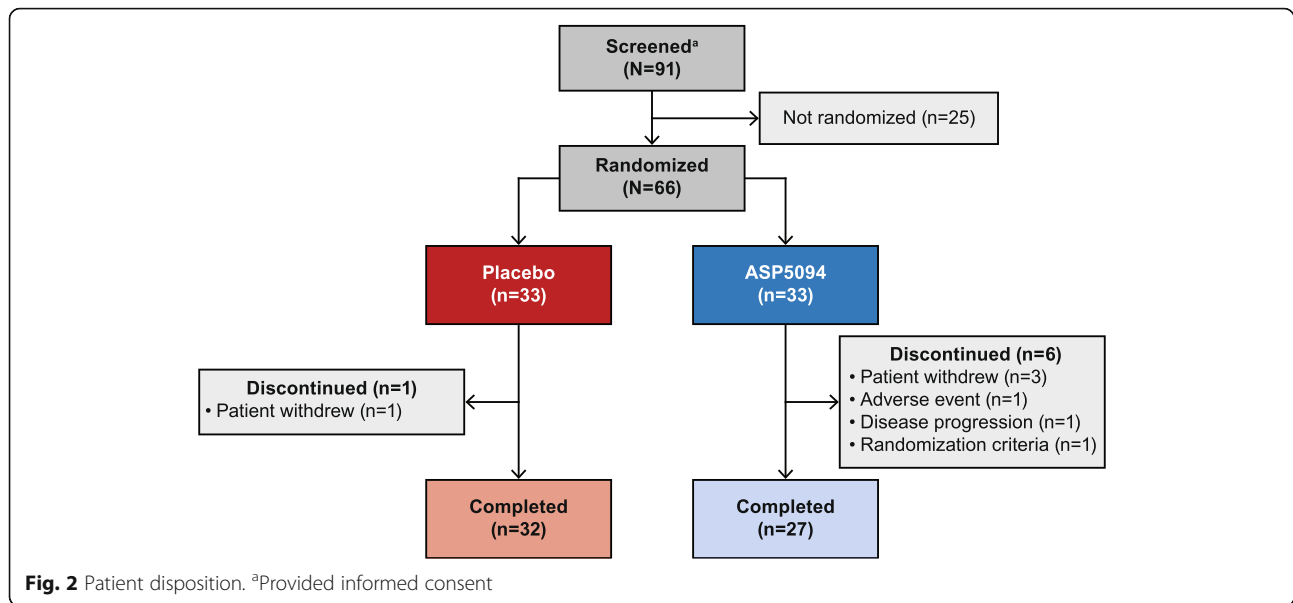 Screenedª
(N=91)
Not randomized (n=25)
Randomized
(N=66)
Placebo
(n=33)
ASP5094
(n=33)
Discontinued (n=1)
• Patient withdrew (n=1)
Discontinued (n=6)
• Patient withdrew (n=3)
• Adverse event (n=1)
• Disease progression (n=1)
• Randomization criteria (n=1)
Completed
(n=32)
Completed
(n=27)
Fig. 2 Patient disposition. ªProvided informed consent